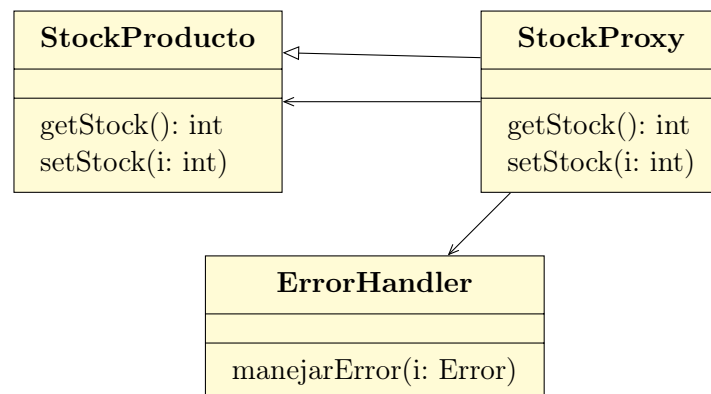 StockProducto
getStock(): int
setStock(i: int)
StockProxy
getStock(): int
setStock(i: int)
ErrorHandler
manejarError(i: Error)